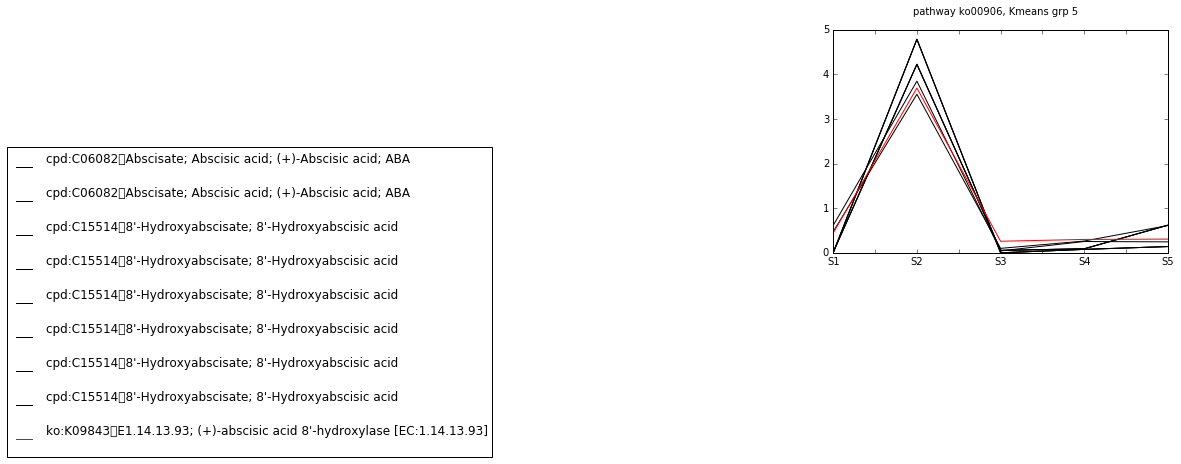 pathway ko00906, Kmeans grp 5
5
4
3
2
1
0
S1 S2 S3 S4 S5
cpd:C06082▯Abscisate; Abscisic acid; (+)-Abscisic acid; ABA
cpd:C06082▯Abscisate; Abscisic acid; (+)-Abscisic acid; ABA
cpd:C15514▯8'-Hydroxyabscisate; 8'-Hydroxyabscisic acid
cpd:C15514▯8'-Hydroxyabscisate; 8'-Hydroxyabscisic acid
cpd:C15514▯8'-Hydroxyabscisate; 8'-Hydroxyabscisic acid
cpd:C15514▯8'-Hydroxyabscisate; 8'-Hydroxyabscisic acid
cpd:C15514▯8'-Hydroxyabscisate; 8'-Hydroxyabscisic acid
cpd:C15514▯8'-Hydroxyabscisate; 8'-Hydroxyabscisic acid
ko:K09843▯E1.14.13.93; (+)-abscisic acid 8'-hydroxylase [EC:1.14.13.93]